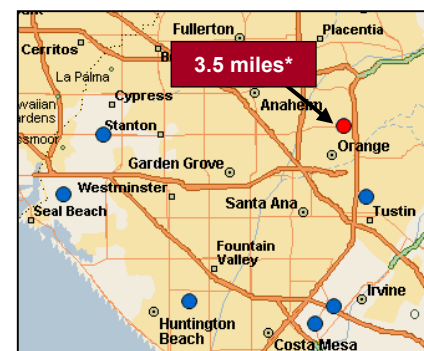 Fullerton
Placentia
Cerritos
3.5 miles*
La Palma
Cypress
Anaheim
Stanton
Orange
Garden Grove
Westminster
Seal Beach
Santa Ana
Tustin
Fountain
Valley
Irvine
Huntington
Beach
Costa Mesa